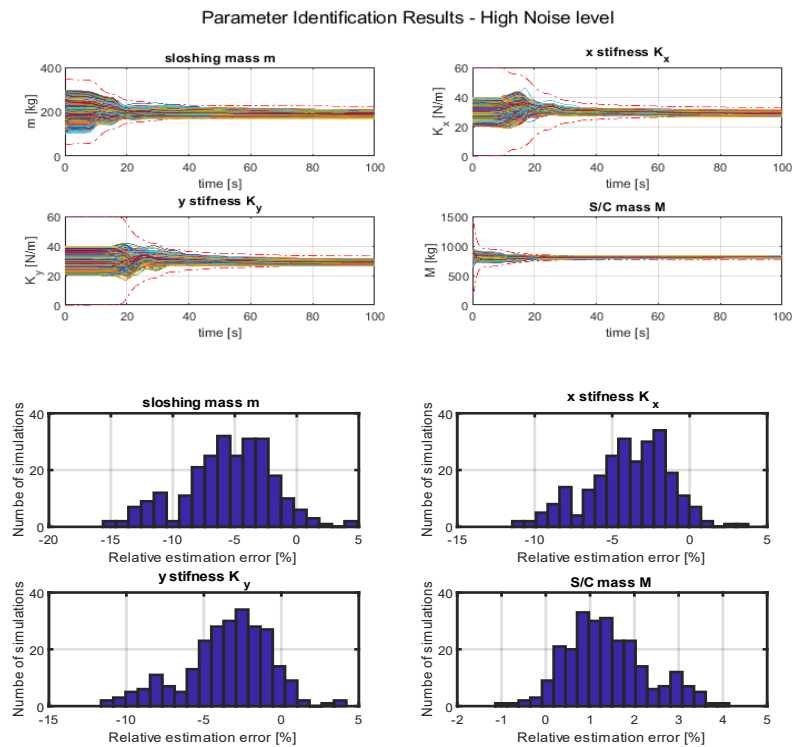 Parameter Identification Results - High Noise level
sloshing mass m
400
200
0
m [kg]
0 20 40 60 80 100
time [s]
x stifness K_x
60
40
20
0
K_x [N/m]
0 20 40 60 80 100
time [s]
y stifness K_y
60
40
20
0
K_y [N/m]
0 20 40 60 80 100
time [s]
S/C mass M
1500
1000
500
0
M [kg]
0 20 40 60 80 100
time [s]
sloshing mass m
40
20
0
Numbe of simulations
-20 -15 -10 -5 0 5
Relative estimation error [%]
x stifness K_x
40
20
0
Numbe of simulations
-15 -10 -5 0 5
Relative estimation error [%]
y stifness K_y
40
20
0
Numbe of simulations
-15 -10 -5 0 5
Relative estimation error [%]
S/C mass M
40
20
0
Numbe of simulations
-2 -1 0 1 2 3 4 5
Relative estimation error [%]